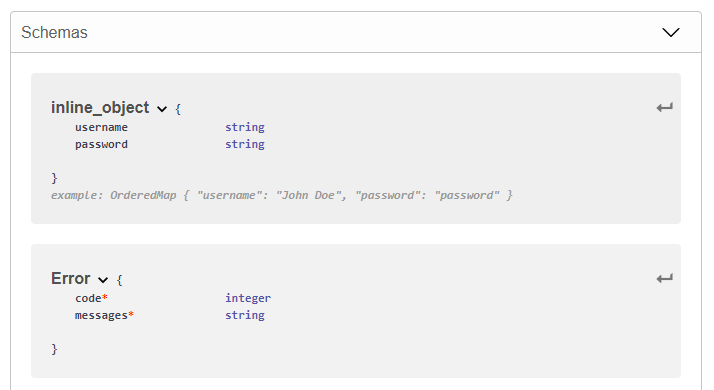 Schemas
inline_object {
username string
password string
}
example: OrderedMap { "username": "John Doe", "password": "password" }
Error {
code* integer
messages* string
}